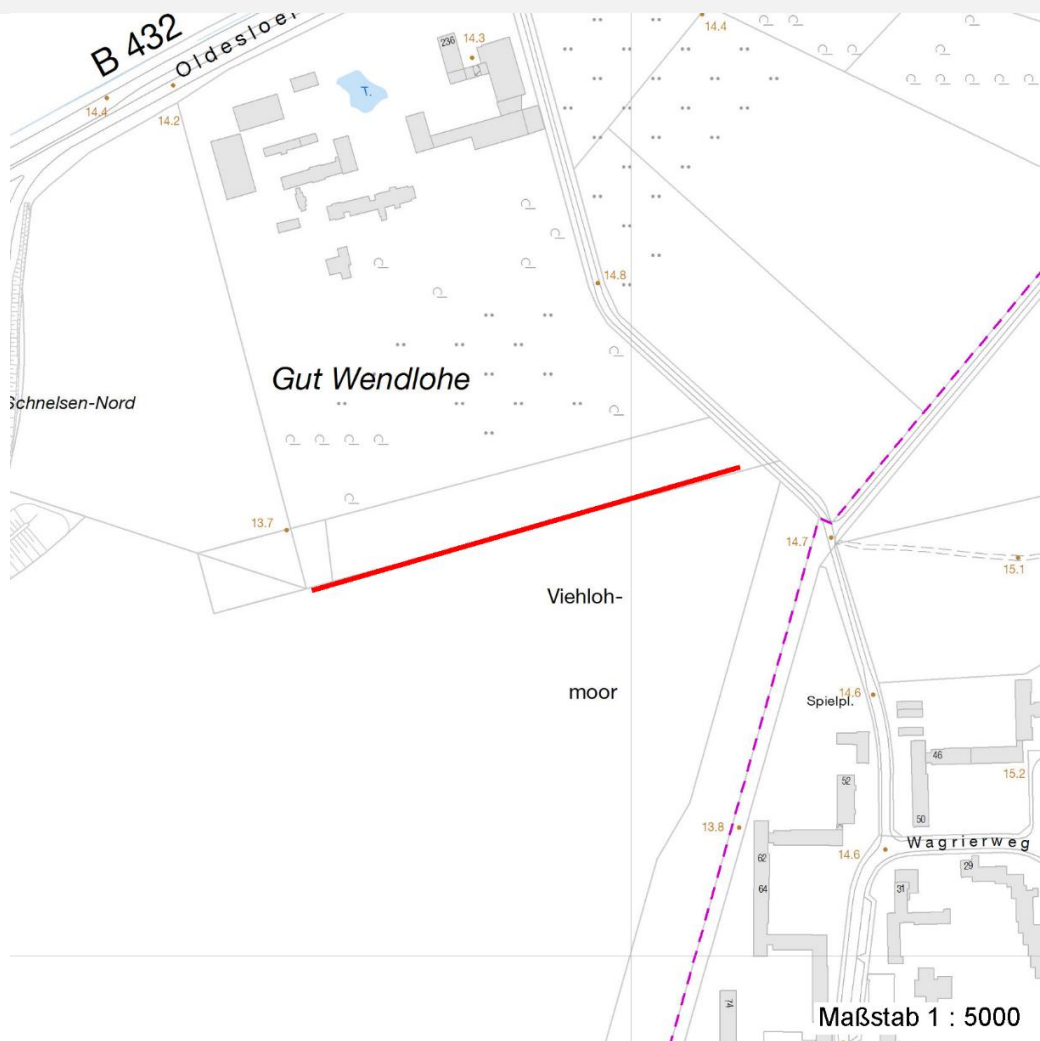 B 432
Oldesloer
14.4
14.2
236
14.3
T.
14.4
14.8
Gut Wendlohe
Schnelsen-Nord
13.7
14.7
15.1
Viehloh-
moor
14.6
Spielpl.
46
15.2
52
50
13.8
62
64
14.6
Wagrierweg
29
31
74
Maßstab 1 : 5000